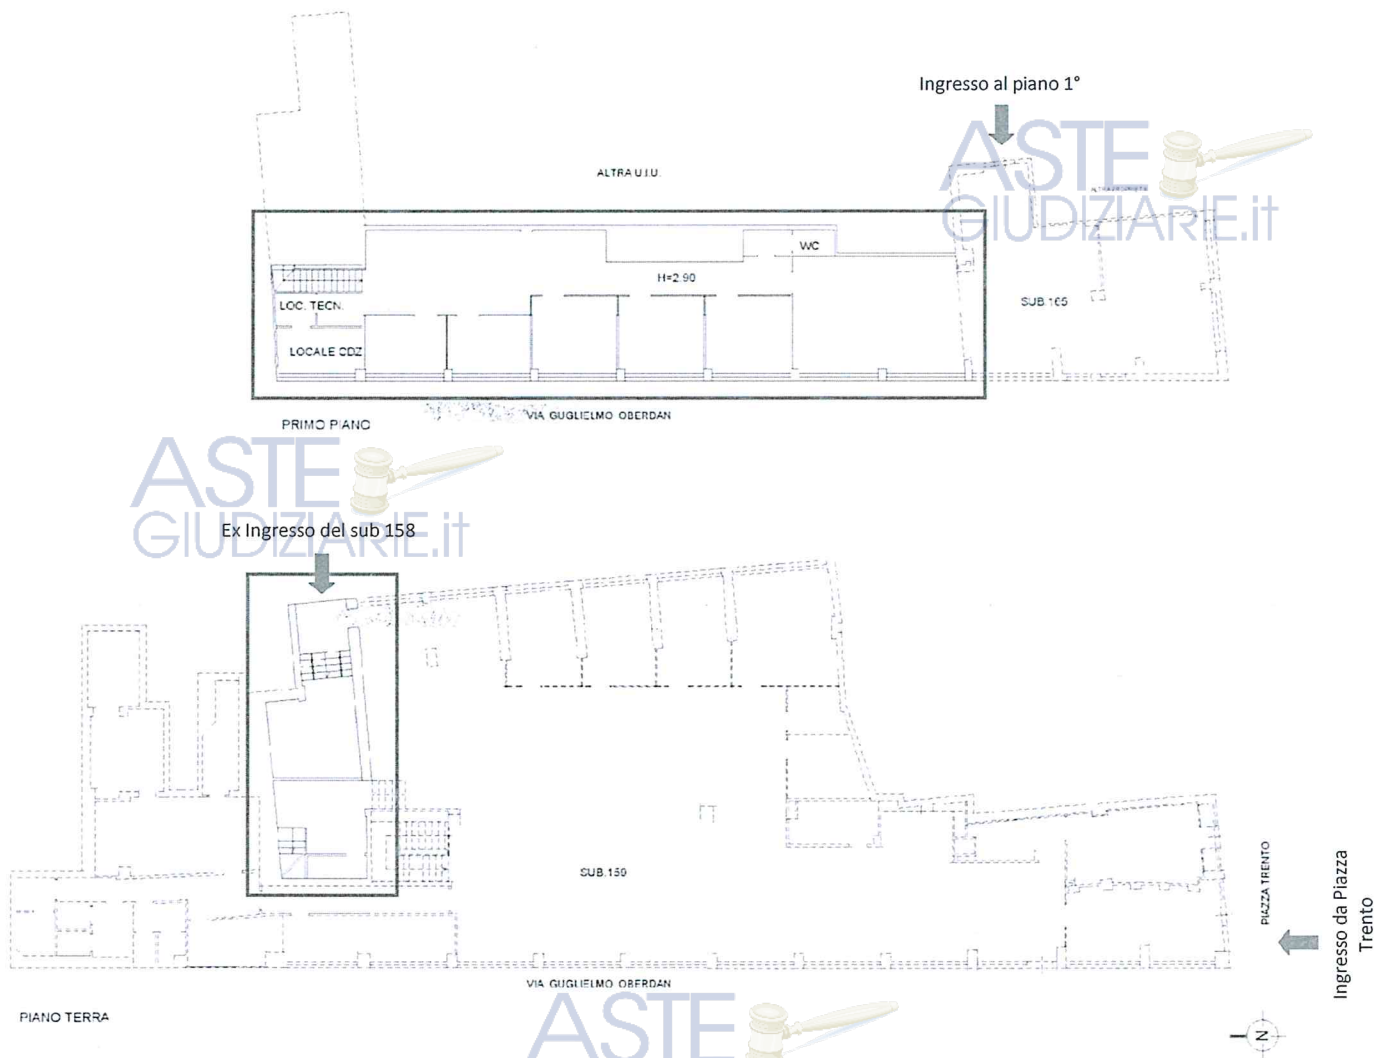 Ingresso al piano 1°
ASTE
GIUDIZIARIE.it
ALTRA U.I.U.
WC
H=2.90
LOC. TECN.
SUB.165
LOCALE CDZ
VIA GUGLIELMO OBERDAN
PRIMO PIANO
ASTE
GIUDIZIARIE.it
Ex Ingresso del sub 158
SUB.159
PIAZZA TRENTO
Ingresso da Piazza
Trento
VIA GUGLIELMO OBERDAN
PIANO TERRA
ASTE
N